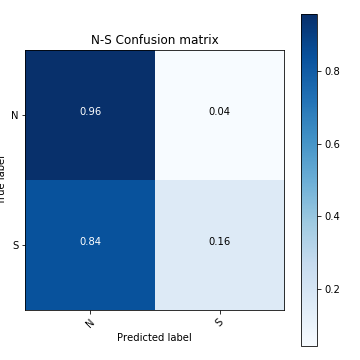 N-S Confusion matrix
True label
N
0.96
0.04
S
0.84
0.16
N
S
Predicted label
0.8
0.6
0.4
0.2